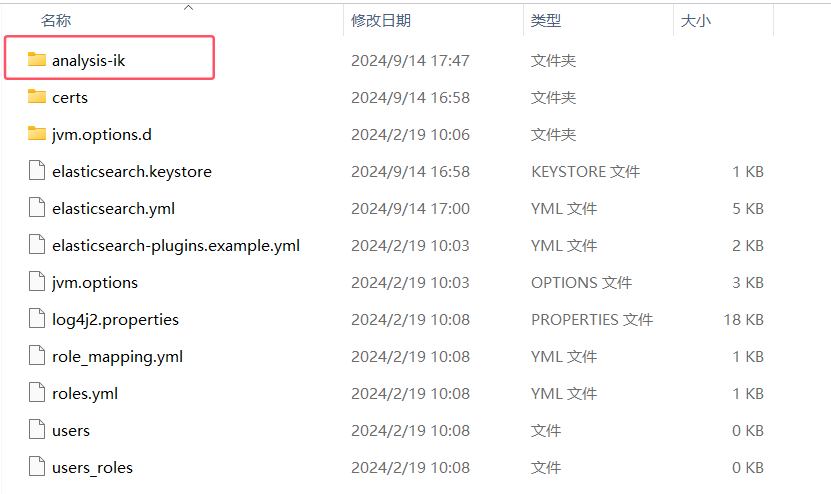 名称 修改日期 类型 大小
analysis-ik 2024/9/14 17:47 文件夹
certs 2024/9/14 16:58 文件夹
jvm.options.d 2024/2/19 10:06 文件夹
elasticsearch.keystore 2024/9/14 16:58 KEYSTORE 文件 1 KB
elasticsearch.yml 2024/9/14 17:00 YML 文件 5 KB
elasticsearch-plugins.example.yml 2024/2/19 10:03 YML 文件 2 KB
jvm.options 2024/2/19 10:03 OPTIONS 文件 3 KB
log4j2.properties 2024/2/19 10:08 PROPERTIES 文件 18 KB
role_mapping.yml 2024/2/19 10:08 YML 文件 1 KB
roles.yml 2024/2/19 10:08 YML 文件 1 KB
users 2024/2/19 10:08 文件 0 KB
users_roles 2024/2/19 10:08 文件 0 KB